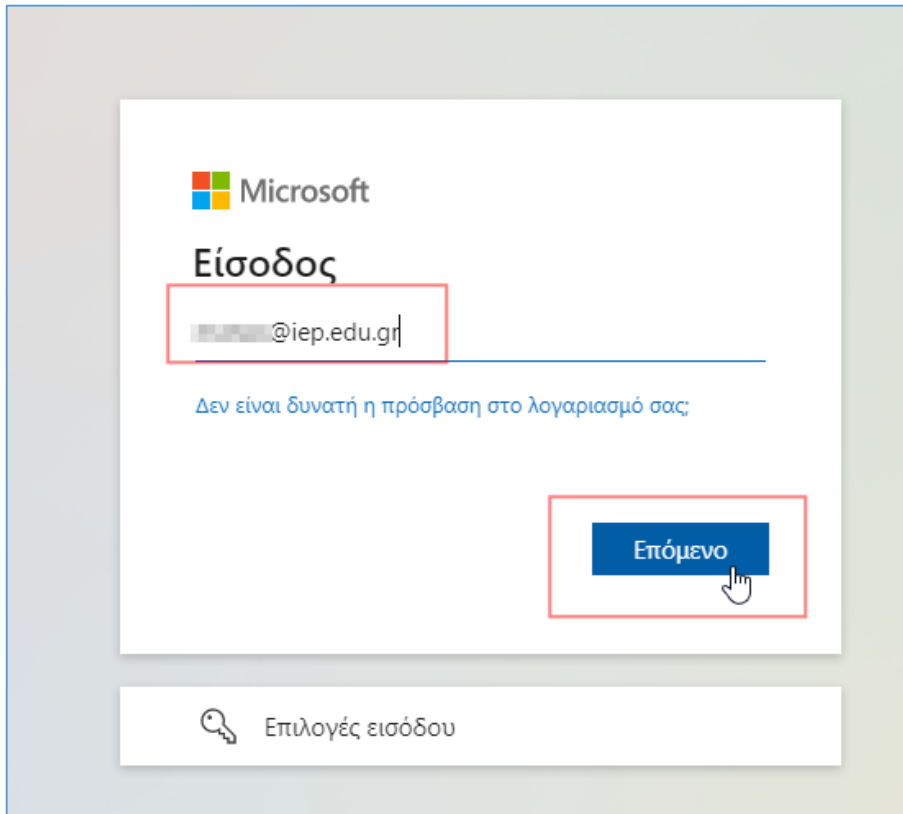 Microsoft
Είσοδος
@iep.edu.gr
Δεν είναι δυνατή η πρόσβαση στο λογαριασμό σας;
Επόμενο
Επιλογές εισόδου